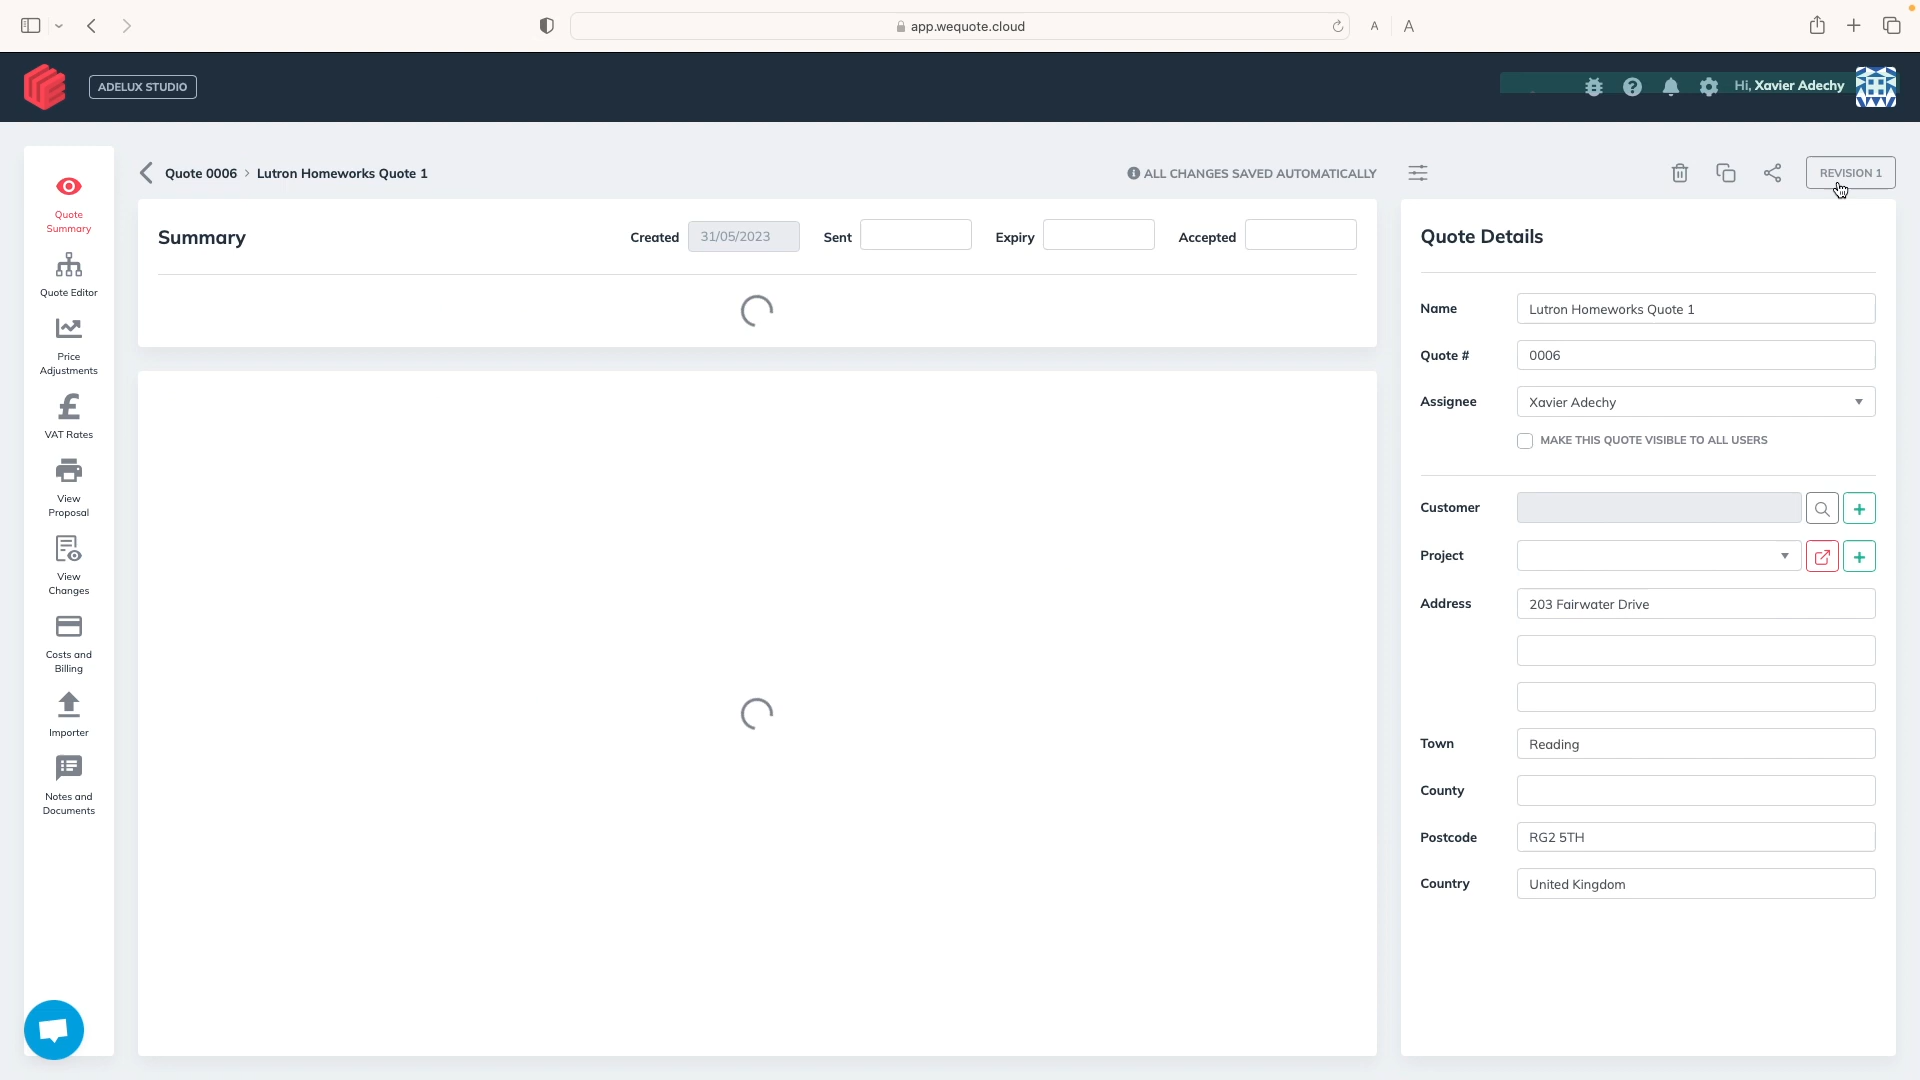 app.wequote.cloud
A
A
ADELUX STUDIO
Hi, Xavier Adechy
Quote 0006 > Lutron Homeworks Quote 1
ALL CHANGES SAVED AUTOMATICALLY
REVISION 1
Quote
Summary
Quote Editor
Price
Adjustments
VAT Rates
View
Proposal
View
Changes
Costs and
Billing
Importer
Notes and
Documents
Summary
Created 31/05/2023 Sent Expiry Accepted
Quote Details
Name Lutron Homeworks Quote 1
Quote # 0006
Assignee Xavier Adechy
MAKE THIS QUOTE VISIBLE TO ALL USERS
Customer
Project
Address 203 Fairwater Drive
Town Reading
County
Postcode RG2 5TH
Country United Kingdom